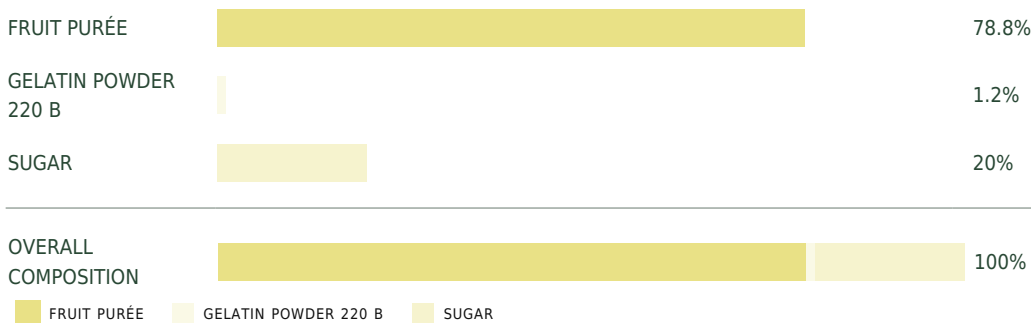 FRUIT PURÉE 78.8%
GELATIN POWDER
220 B 1.2%
SUGAR 20%
OVERALL
COMPOSITION 100%
FRUIT PURÉE GELATIN POWDER 220 B SUGAR